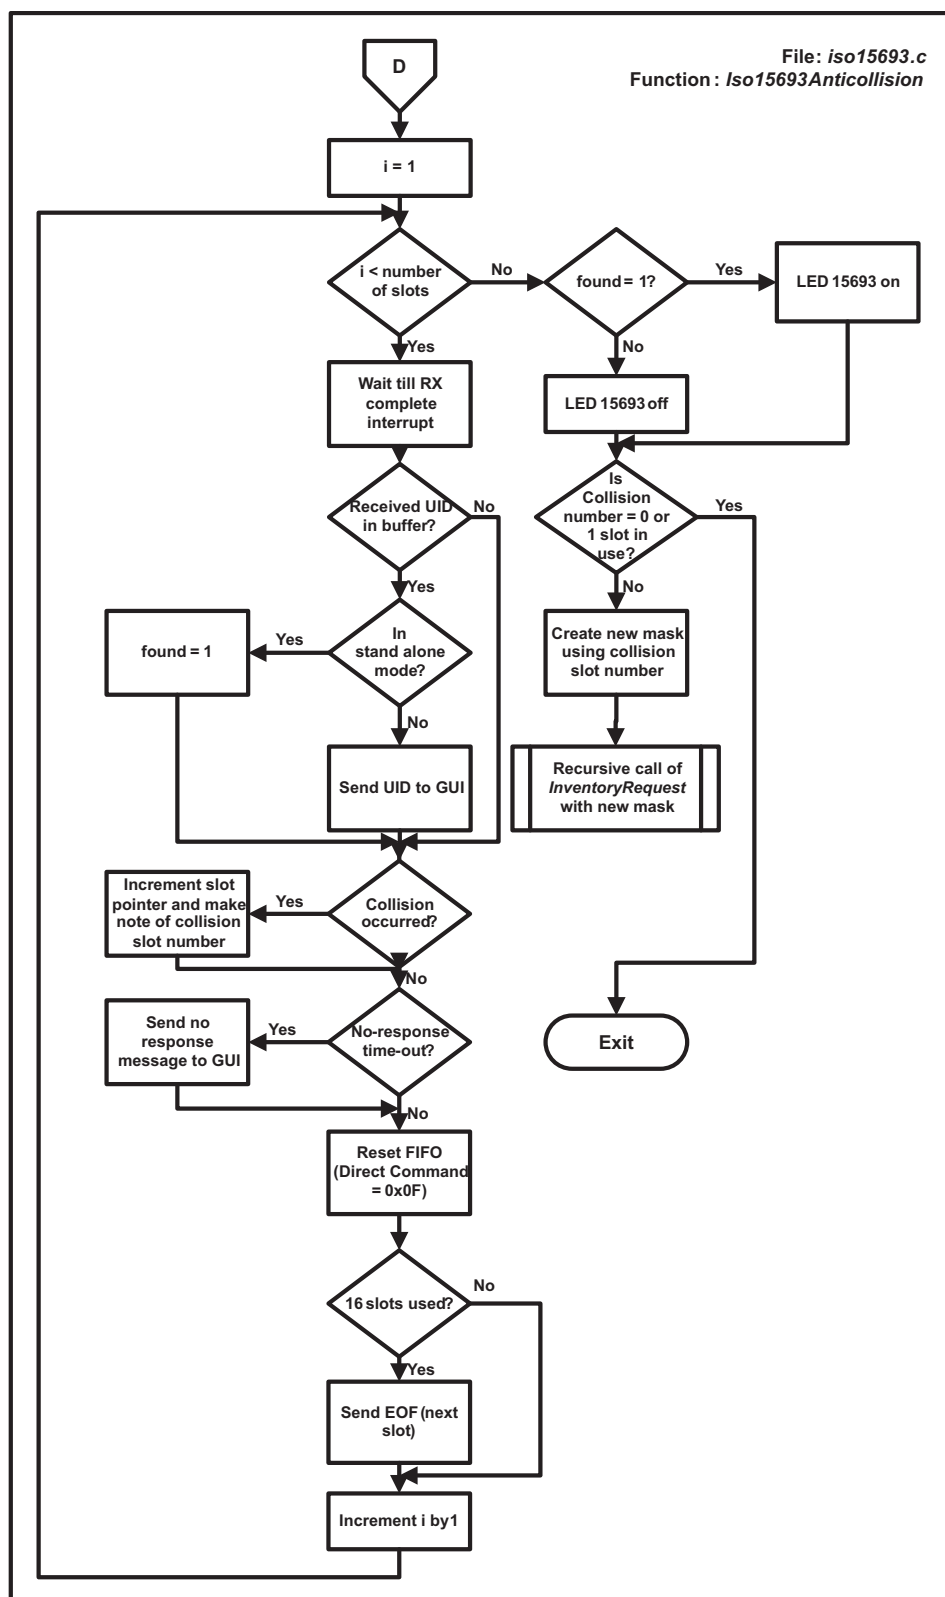 File: iso15693.c
Function: Iso15693Anticollision
D
i = 1
i < number
of slots
No
found = 1?
Yes
LED 15693 on
Yes
No
Wait till RX
complete
interrupt
LED 15693 off
Received UID
in buffer?
No
Is
Collision
number = 0 or
1 slot in
use?
Yes
Yes
No
found = 1
Yes
In
stand alone
mode?
Create new mask
using collision
slot number
No
Send UID to GUI
Recursive call of
InventoryRequest
with new mask
Increment slot
pointer and make
note of collision
slot number
Yes
Collision
occurred?
No
Send no
response
message to GUI
Yes
No-response
time-out?
Exit
No
Reset FIFO
(Direct Command
= 0x0F)
16 slots used?
No
Yes
Send EOF (next
slot)
Increment i by 1